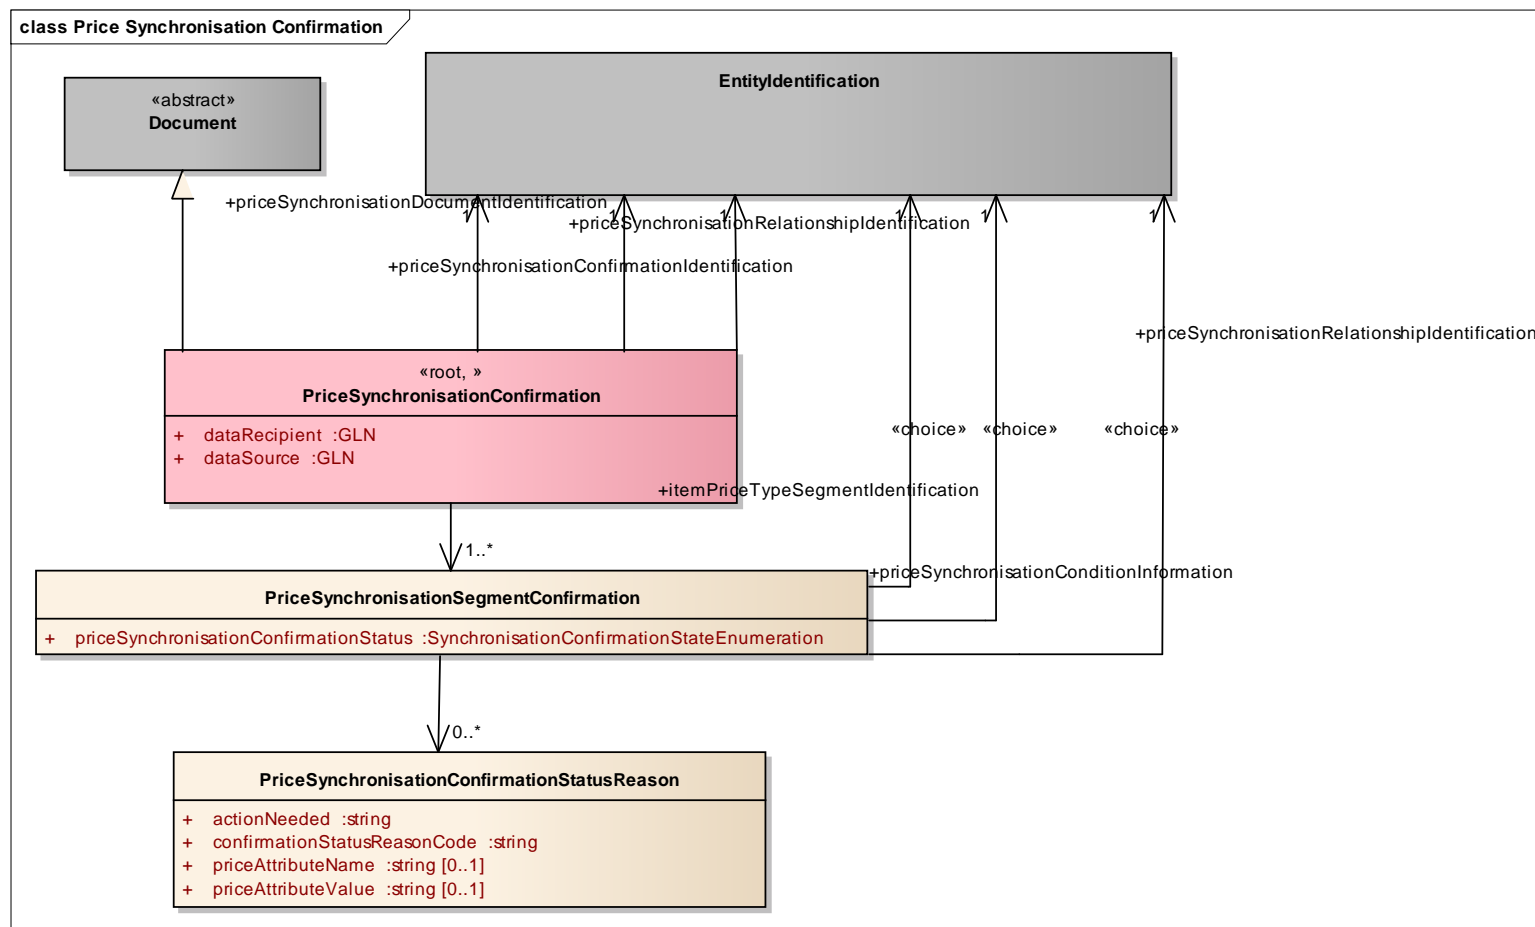 class Price Synchronisation Confirmation
EntityIdentification
«abstract»
Document
+priceSynchronisationDocumentIdentification
1
1
1
1
1
1
+priceSynchronisationRelationshipIdentification
+priceSynchronisationConfirmationIdentification
+priceSynchronisationRelationshipIdentification
«root, »
PriceSynchronisationConfirmation
+ dataRecipient :GLN
+ dataSource :GLN
«choice» «choice» «choice»
+itemPriceTypeSegmentIdentification
1..*
+priceSynchronisationConditionInformation
PriceSynchronisationSegmentConfirmation
+ priceSynchronisationConfirmationStatus :SynchronisationConfirmationStateEnumeration
0..*
PriceSynchronisationConfirmationStatusReason
+ actionNeeded :string
+ confirmationStatusReasonCode :string
+ priceAttributeName :string [0..1]
+ priceAttributeValue :string [0..1]